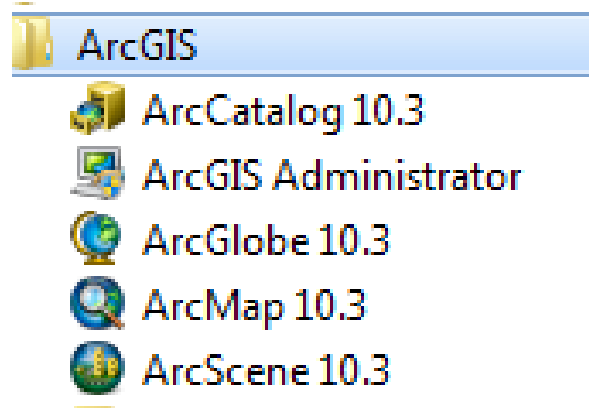 ArcGIS
ArcCatalog 10.3
ArcGIS Administrator
ArcGlobe 10.3
ArcMap 10.3
ArcScene 10.3